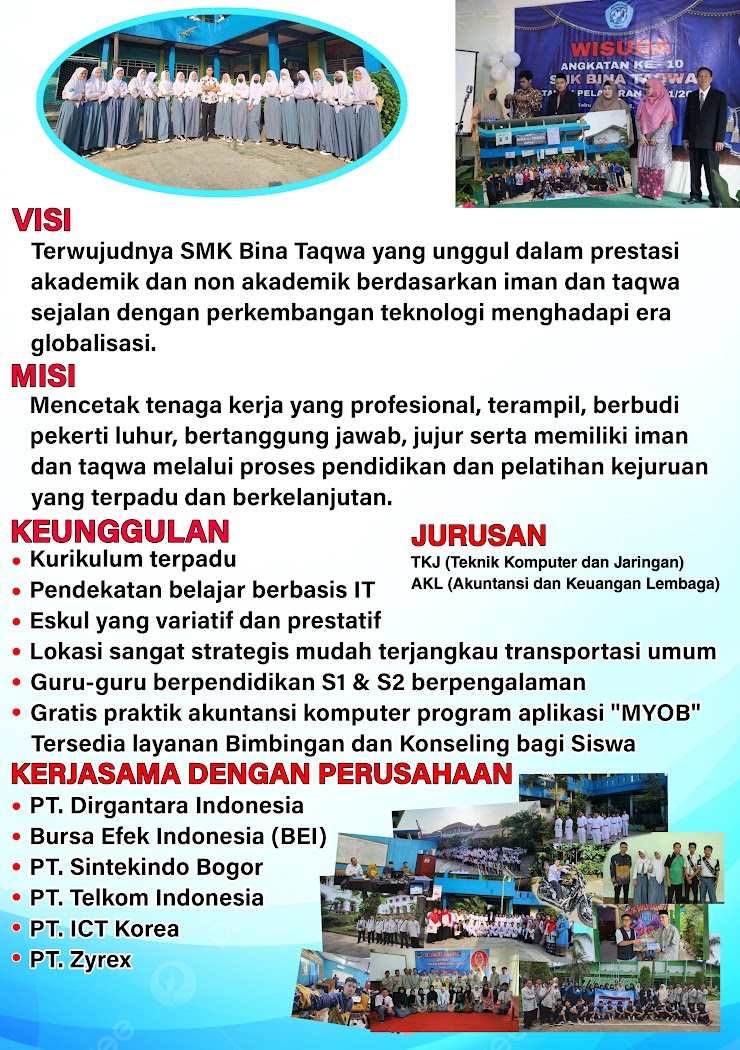 WISUDA
ANGKATAN KE - 10
SMK BINA TAQWA
VISI
Terwujudnya SMK Bina Taqwa yang unggul dalam prestasi
akademik dan non akademik berdasarkan iman dan taqwa
sejalan dengan perkembangan teknologi menghadapi era
globalisasi.
MISI
Mencetak tenaga kerja yang profesional, terampil, berbudi
pekerti luhur, bertanggung jawab, jujur serta memiliki iman
dan taqwa melalui proses pendidikan dan pelatihan kejuruan
yang terpadu dan berkelanjutan.
KEUNGGULAN
• Kurikulum terpadu
• Pendekatan belajar berbasis IT
• Eskul yang variatif dan prestatif
• Lokasi sangat strategis mudah terjangkau transportasi umum
• Guru-guru berpendidikan S1 & S2 berpengalaman
• Gratis praktik akuntansi komputer program aplikasi "MYOB"
Tersedia layanan Bimbingan dan Konseling bagi Siswa
JURUSAN
TKJ (Teknik Komputer dan Jaringan)
AKL (Akuntansi dan Keuangan Lembaga)
KERJASAMA DENGAN PERUSAHAAN
• PT. Dirgantara Indonesia
• Bursa Efek Indonesia (BEI)
• PT. Sintekindo Bogor
• PT. Telkom Indonesia
• PT. ICT Korea
• PT. Zyrex